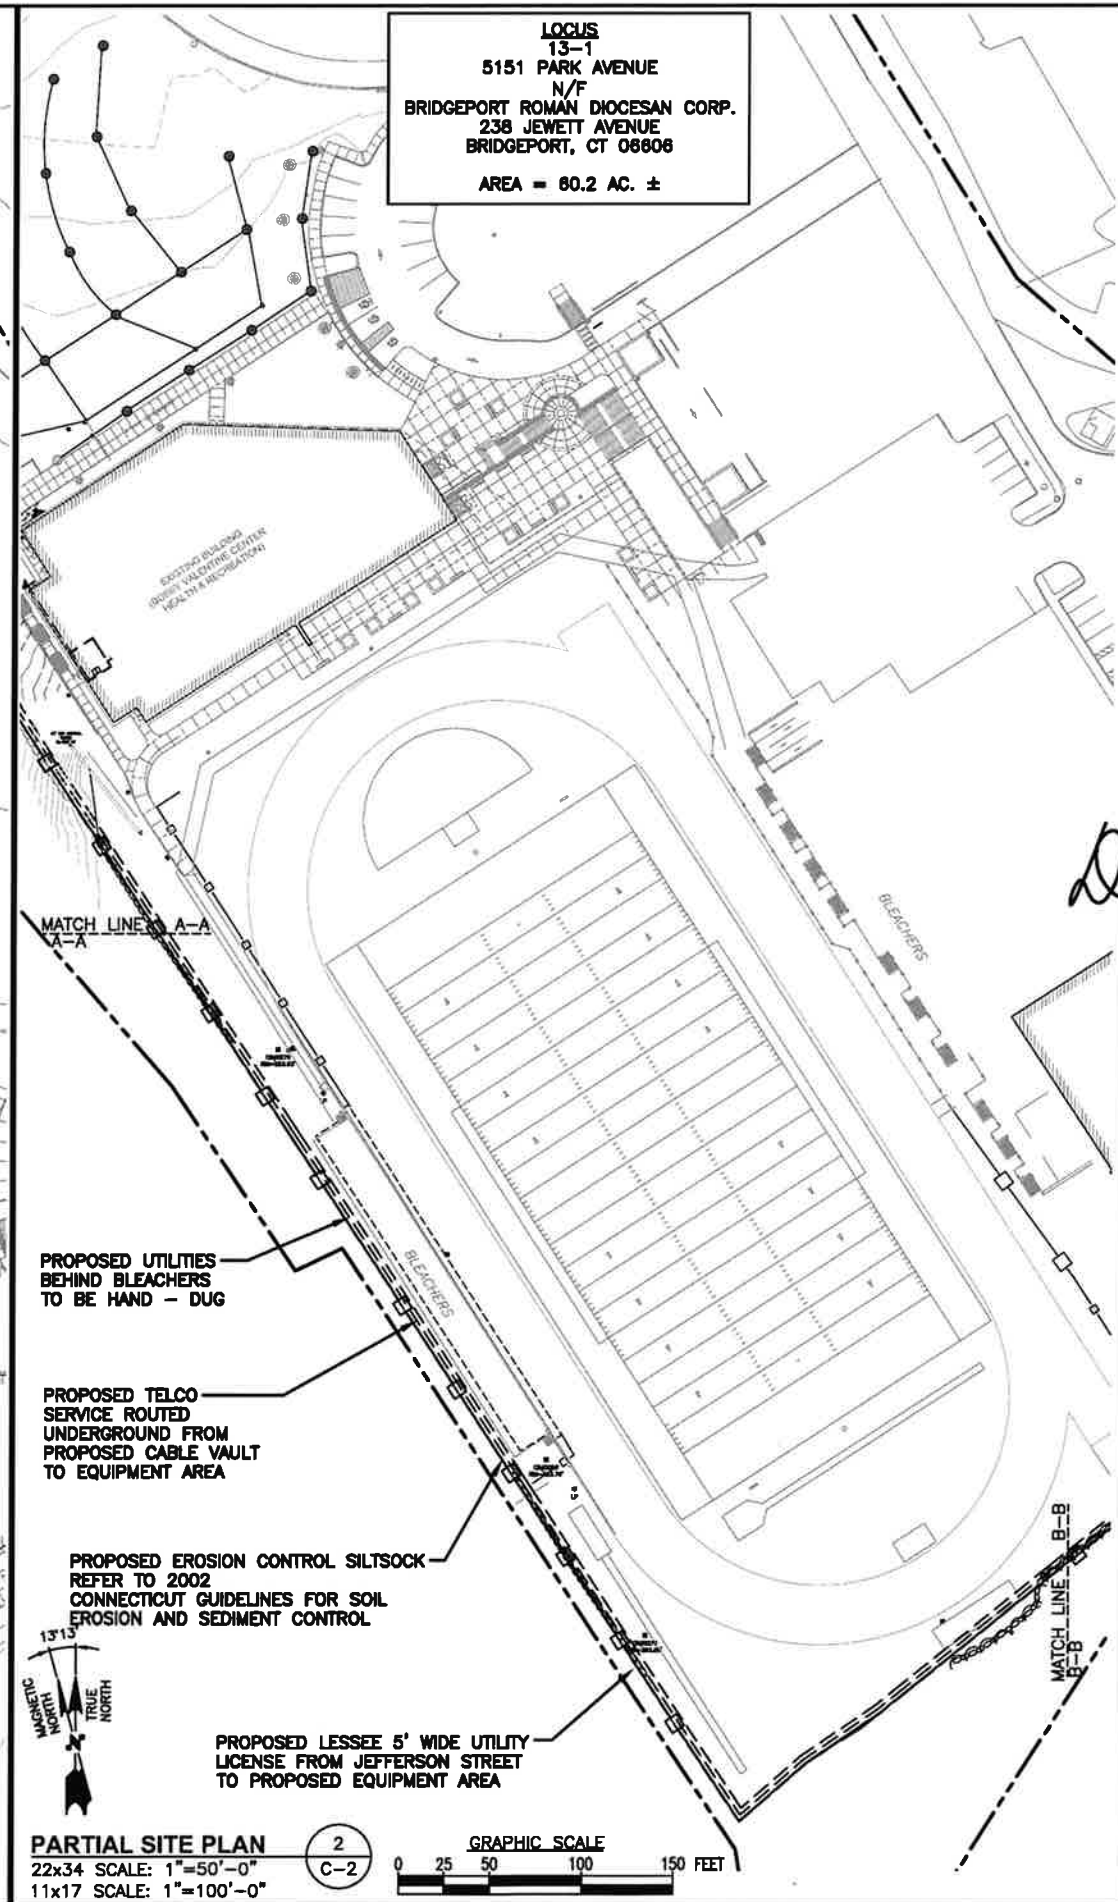 LOCUS
13-1
5151 PARK AVENUE
N/F
BRIDGEPORT ROMAN DIOCESAN CORP.
238 JEWETT AVENUE
BRIDGEPORT, CT 06606
AREA = 60.2 AC. ±
EXISTING BUILDING
(BOBBY VALENTINE CENTER
HEALTH & RECREATION)
BLEACHERS
MATCH LINE A-A
A-A
PROPOSED UTILITIES
BEHIND BLEACHERS
TO BE HAND - DUG
BLEACHERS
PROPOSED TELCO
SERVICE ROUTED
UNDERGROUND FROM
PROPOSED CABLE VAULT
TO EQUIPMENT AREA
PROPOSED EROSION CONTROL SILTSOCK
REFER TO 2002
CONNECTICUT GUIDELINES FOR SOIL
EROSION AND SEDIMENT CONTROL
MATCH LINE B-B
B-B
13°13'
MAGNETIC
NORTH
TRUE
NORTH
N
PROPOSED LESSEE 5' WIDE UTILITY
LICENSE FROM JEFFERSON STREET
TO PROPOSED EQUIPMENT AREA
PARTIAL SITE PLAN
22x34 SCALE: 1"=50'-0"
11x17 SCALE: 1"=100'-0"
2
C-2
GRAPHIC SCALE
0 25 50 100 150 FEET